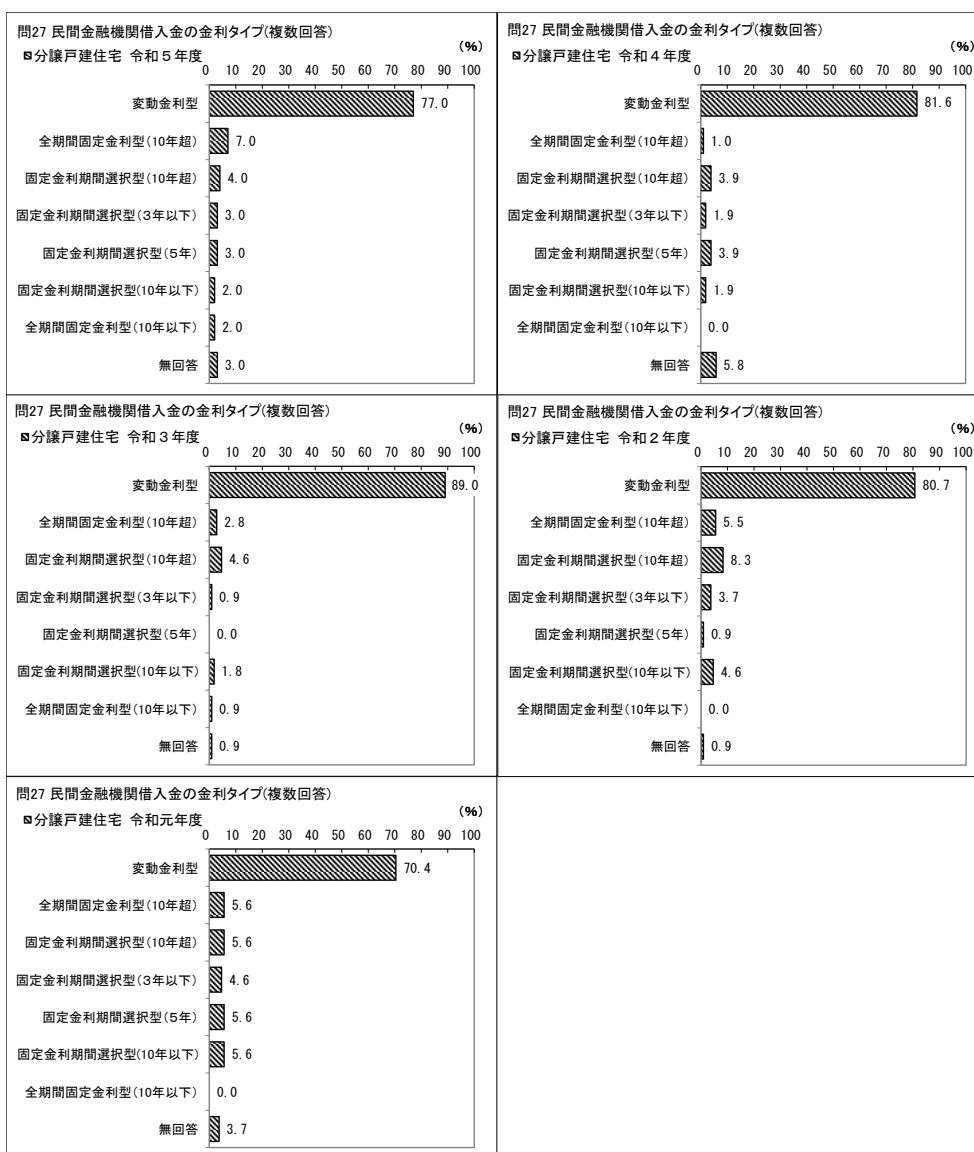 問27 民間金融機関借入金の金利タイプ(複数回答)
(%)
分譲戸建住宅 令和5年度
0 10 20 30 40 50 60 70 80 90 100
変動金利型 77.0
全期間固定金利型(10年超) 7.0
固定金利期間選択型(10年超) 4.0
固定金利期間選択型(3年以下) 3.0
固定金利期間選択型(5年) 3.0
固定金利期間選択型(10年以下) 2.0
全期間固定金利型(10年以下) 2.0
無回答 3.0
問27 民間金融機関借入金の金利タイプ(複数回答)
(%)
分譲戸建住宅 令和4年度
0 10 20 30 40 50 60 70 80 90 100
変動金利型 81.6
全期間固定金利型(10年超) 1.0
固定金利期間選択型(10年超) 3.9
固定金利期間選択型(3年以下) 1.9
固定金利期間選択型(5年) 3.9
固定金利期間選択型(10年以下) 1.9
全期間固定金利型(10年以下) 0.0
無回答 5.8
問27 民間金融機関借入金の金利タイプ(複数回答)
(%)
分譲戸建住宅 令和3年度
0 10 20 30 40 50 60 70 80 90 100
変動金利型 89.0
全期間固定金利型(10年超) 2.8
固定金利期間選択型(10年超) 4.6
固定金利期間選択型(3年以下) 0.9
固定金利期間選択型(5年) 0.0
固定金利期間選択型(10年以下) 1.8
全期間固定金利型(10年以下) 0.9
無回答 0.9
問27 民間金融機関借入金の金利タイプ(複数回答)
(%)
分譲戸建住宅 令和2年度
0 10 20 30 40 50 60 70 80 90 100
変動金利型 80.7
全期間固定金利型(10年超) 5.5
固定金利期間選択型(10年超) 8.3
固定金利期間選択型(3年以下) 3.7
固定金利期間選択型(5年) 0.9
固定金利期間選択型(10年以下) 4.6
全期間固定金利型(10年以下) 0.0
無回答 0.9
問27 民間金融機関借入金の金利タイプ(複数回答)
(%)
分譲戸建住宅 令和元年度
0 10 20 30 40 50 60 70 80 90 100
変動金利型 70.4
全期間固定金利型(10年超) 5.6
固定金利期間選択型(10年超) 5.6
固定金利期間選択型(3年以下) 4.6
固定金利期間選択型(5年) 5.6
固定金利期間選択型(10年以下) 5.6
全期間固定金利型(10年以下) 0.0
無回答 3.7